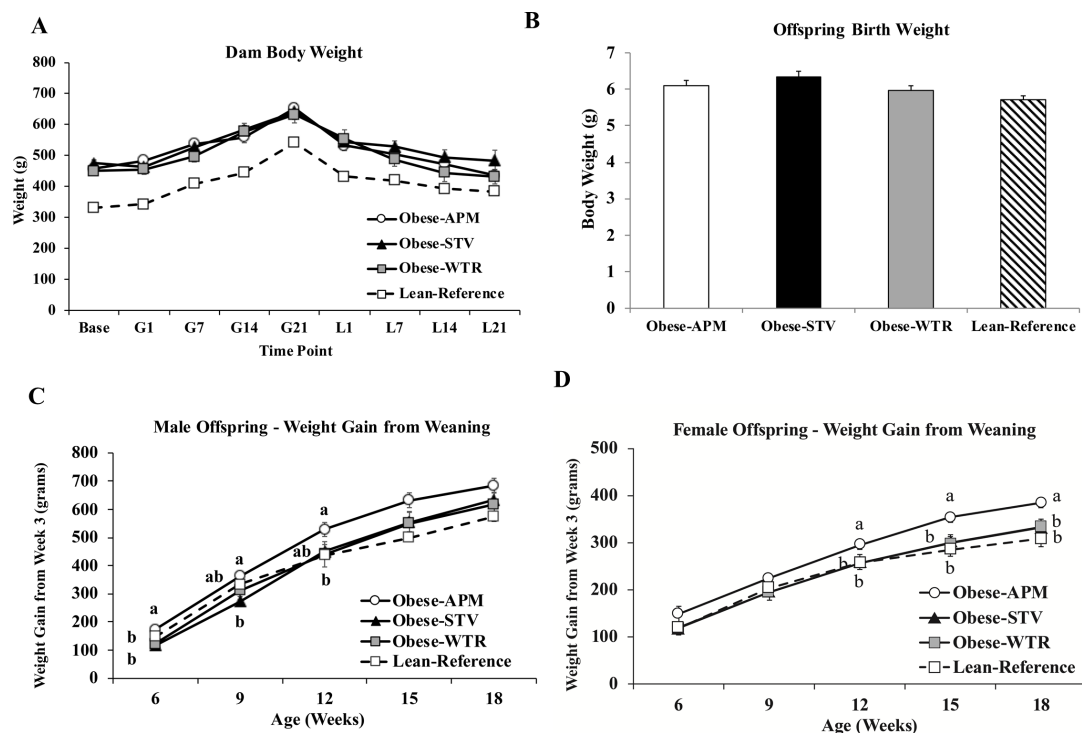 A
Dam Body Weight
Weight (g)
800
700
600
500
400
300
200
100
0
Base G1 G7 G14 G21 L1 L7 L14 L21
Time Point
Obese-APM
Obese-STV
Obese-WTR
Lean-Reference
B
Offspring Birth Weight
Body Weight (g)
7
6
5
4
3
2
1
0
Obese-APM Obese-STV Obese-WTR Lean-Reference
C
Male Offspring - Weight Gain from Weaning
Weight Gain from Week 3 (grams)
800
700
600
500
400
300
200
100
0
a
b
b
a
ab
b
a
ab
b
6 9 12 15 18
Age (Weeks)
Obese-APM
Obese-STV
Obese-WTR
Lean-Reference
D
Female Offspring - Weight Gain from Weaning
Weight Gain from Week 3 (grams)
500
400
300
200
100
0
a
b
b
a
b
b
a
b
b
6 9 12 15 18
Age (Weeks)
Obese-APM
Obese-STV
Obese-WTR
Lean-Reference